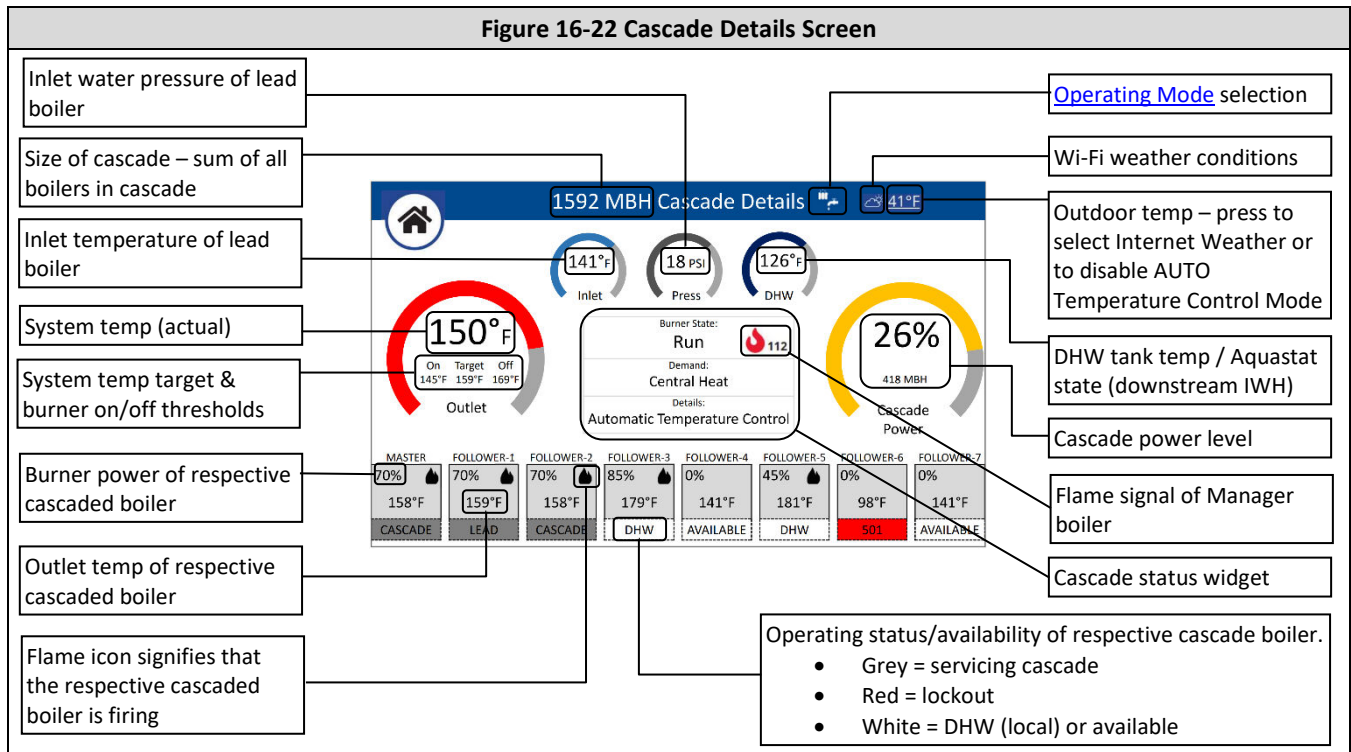 Figure 16-22 Cascade Details Screen
Inlet water pressure of lead
boiler
Size of cascade – sum of all
boilers in cascade
Inlet temperature of lead
boiler
System temp (actual)
System temp target &
burner on/off thresholds
Burner power of respective
cascaded boiler
Outlet temp of respective
cascaded boiler
Flame icon signifies that
the respective cascaded
boiler is firing
1592 MBH Cascade Details
41°F
141°F
Inlet
18 PSI
Press
126°F
DHW
150°F
On Target Off
145°F 159°F 169°F
Outlet
Burner State:
Run
112
Demand:
Central Heat
Details:
Automatic Temperature Control
26%
418 MBH
Cascade
Power
MASTER FOLLOWER-1 FOLLOWER-2 FOLLOWER-3 FOLLOWER-4 FOLLOWER-5 FOLLOWER-6 FOLLOWER-7
70% 70% 70% 85% 0% 45% 0% 0%
158°F 159°F 158°F 179°F 141°F 181°F 98°F 141°F
CASCADE LEAD CASCADE DHW AVAILABLE DHW 501 AVAILABLE
Operating Mode selection
Wi-Fi weather conditions
Outdoor temp – press to
select Internet Weather or
to disable AUTO
Temperature Control Mode
DHW tank temp / Aquastat
state (downstream IWH)
Cascade power level
Flame signal of Manager
boiler
Cascade status widget
Operating status/availability of respective cascade boiler.
• Grey = servicing cascade
• Red = lockout
• White = DHW (local) or available